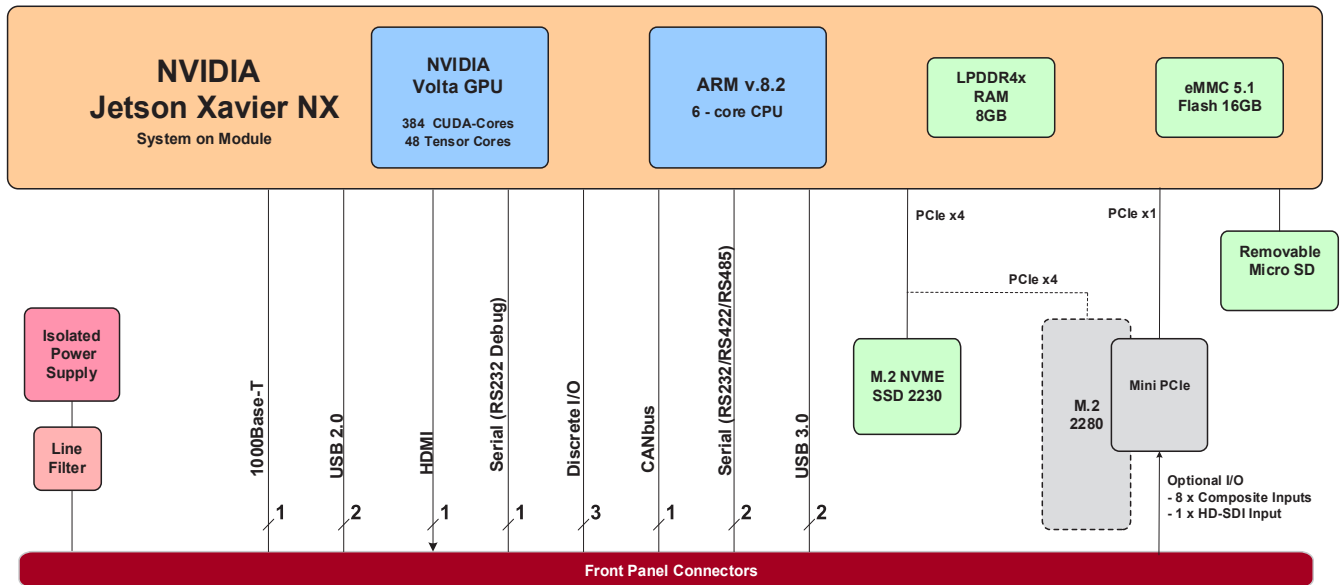 NVIDIA
Jetson Xavier NX
System on Module
NVIDIA
Volta GPU
384 CUDA-Cores
48 Tensor Cores
ARM v.8.2
6 - core CPU
LPDDR4x
RAM
8GB
eMMC 5.1
Flash 16GB
PCIe x4
PCIe x1
Removable
Micro SD
PCIe x4
Isolated
Power
Supply
Line
Filter
1000Base-T
USB 2.0
HDMI
Serial (RS232 Debug)
Discrete I/O
CANbus
Serial (RS232/RS422/RS485)
USB 3.0
M.2 NVME
SSD 2230
M.2
2280
Mini PCIe
Optional I/O
- 8 x Composite Inputs
- 1 x HD-SDI Input
1
2
1
1
3
1
2
2
Front Panel Connectors